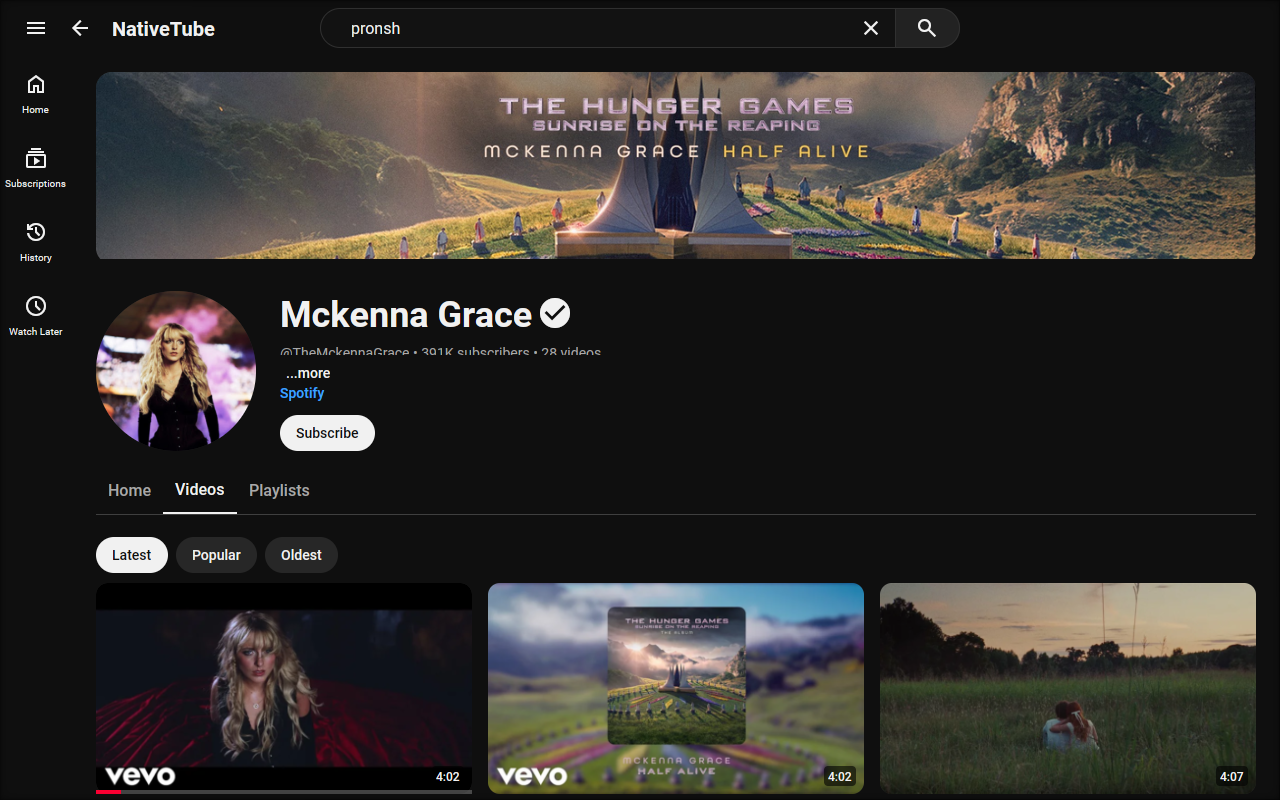 NativeTube
pronsh
Home
Subscriptions
History
Watch Later
THE HUNGER GAMES
SUNRISE ON THE REAPING
MCKENNA GRACE HALF ALIVE
Mckenna Grace
@TheMckennaGrace • 391K subscribers • 28 videos
...more
Spotify
Subscribe
Home Videos Playlists
Latest Popular Oldest
vevo
4:02
THE HUNGER GAMES
SUNRISE ON THE REAPING
THE ALBUM
MCKENNA GRACE
HALF ALIVE
vevo
4:02
4:07